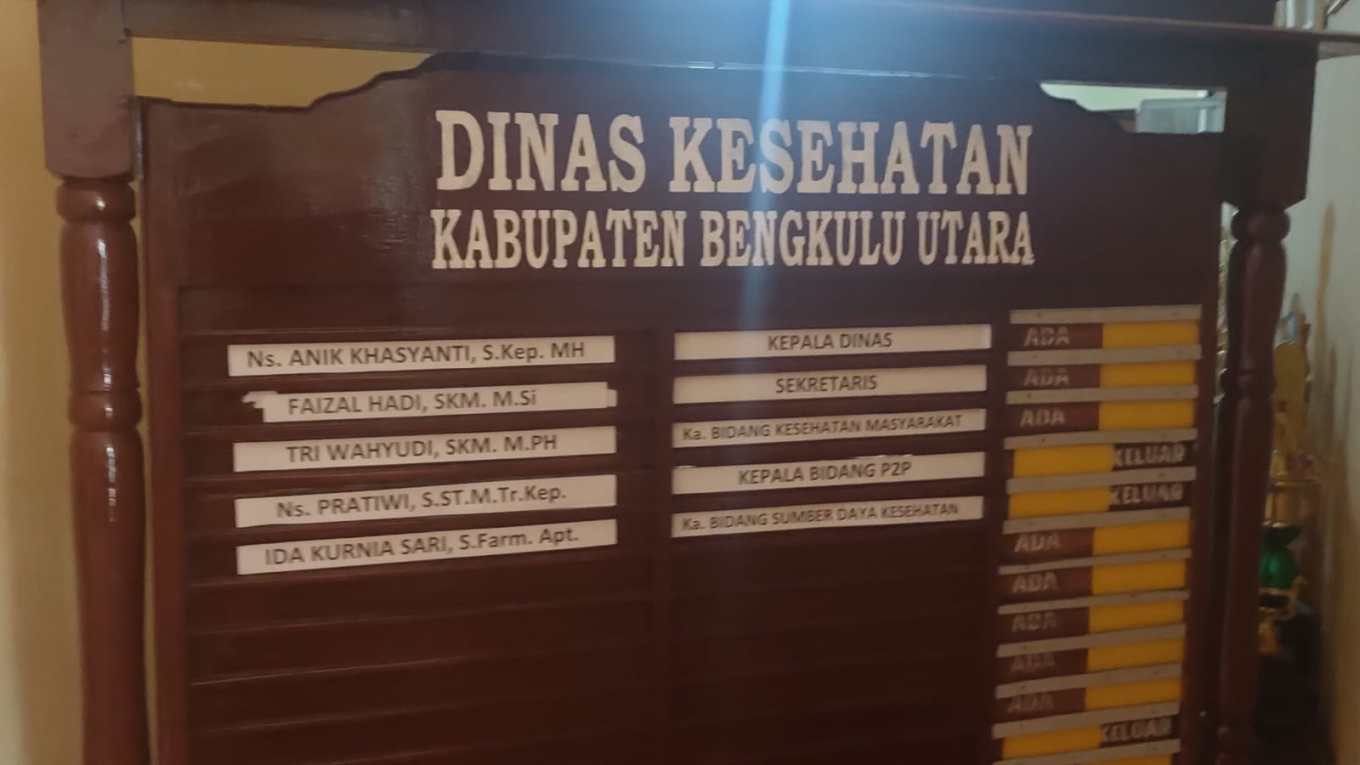 DINAS KESEHATAN
KABUPATEN BENGKULU UTARA
Ns. ANIK KHASYANTI, S.Kep. MH KEPALA DINAS ADA
FAIZAL HADI, SKM. M.Si SEKRETARIS ADA
TRI WAHYUDI, SKM. M.PH Ka. BIDANG KESEHATAN MASYARAKAT ADA
Ns. PRATIWI, S.ST.M.Tr.Kep. KEPALA BIDANG P2P KELUAR
IDA KURNIA SARI, S.Farm. Apt. Ka. BIDANG SUMBER DAYA KESEHATAN KELUAR
ADA
ADA
ADA
ADA
ADA
KELUAR